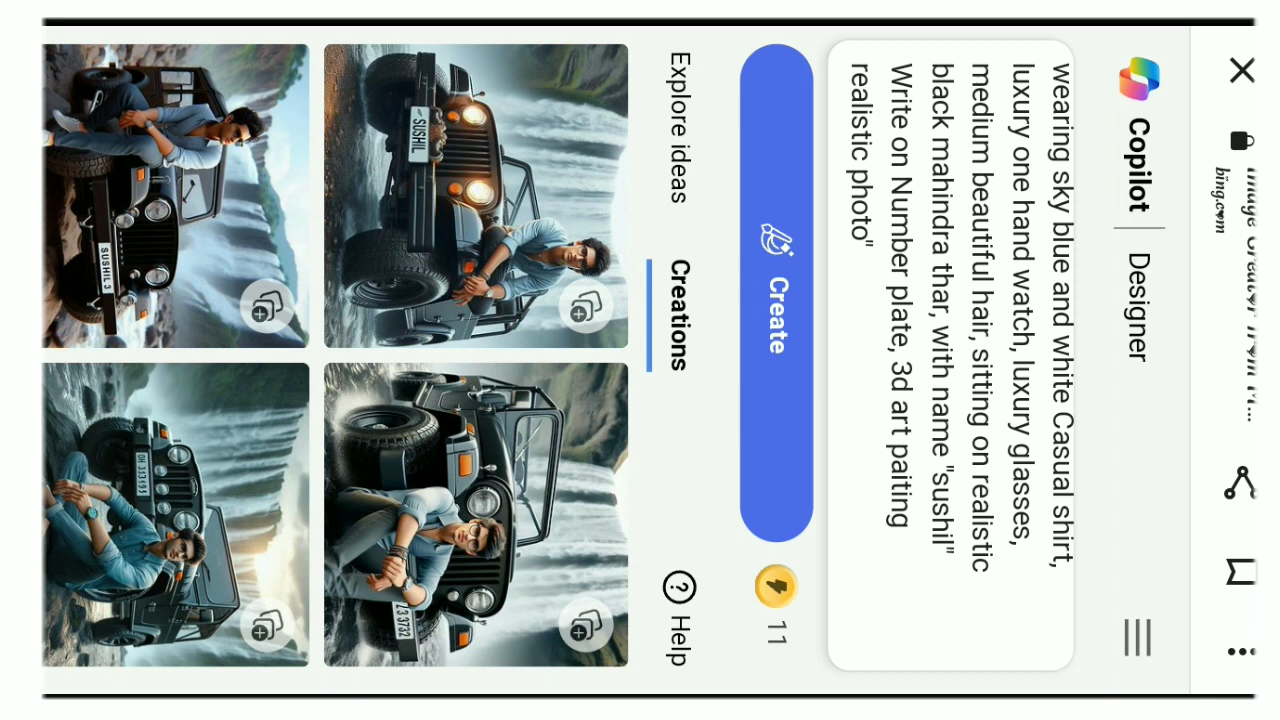 bing.com
Copilot | Designer
wearing sky blue and white Casual shirt,
luxury one hand watch, luxury glasses,
medium beautiful hair, sitting on realistic
black mahindra thar, with name "sushil"
Write on Number plate, 3d art paiting
realistic photo"
Create
11
Explore ideas
Creations
Help
SUSHIL
SUSHIL 3